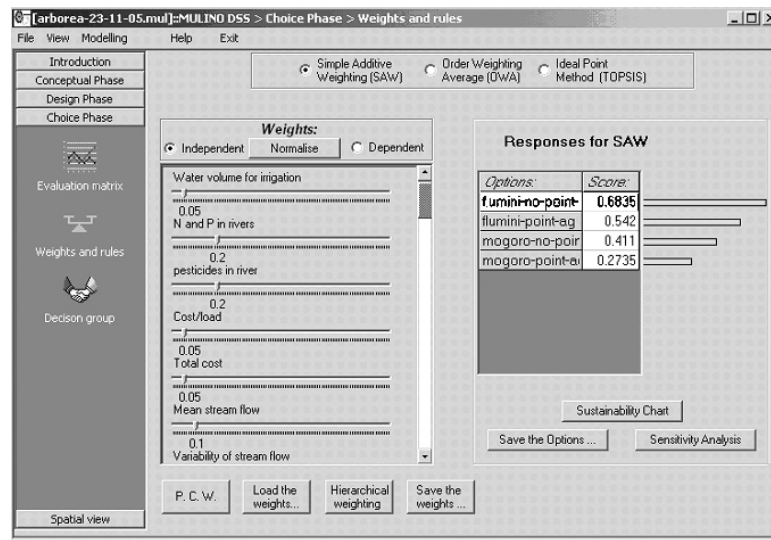 [arborea-23-11-05.mul]::MULINO DSS > Choice Phase > Weights and rules
File View Modelling Help Exit
Introduction
Conceptual Phase
Design Phase
Choice Phase
Evaluation matrix
Weights and rules
Decison group
Spatial view
Simple Additive
Weighting (SAW)
Order Weighting
Average (OWA)
Ideal Point
Method (TOPSIS)
Weights:
Independent Normalise Dependent
Water volume for irrigation
0.05
N and P in rivers
0.2
pesticides in river
0.2
Cost/load
0.05
Total cost
0.05
Mean stream flow
0.1
Variability of stream flow
P. C. W.
Load the
weights...
Hierarchical
weighting
Save the
weights ...
Responses for SAW
Options: Score:
flumini-no-point- 0.6835
flumini-point-ag 0.542
mogoro-no-poir 0.411
mogoro-point-a 0.2735
Sustainability Chart
Save the Options ... Sensitivity Analysis